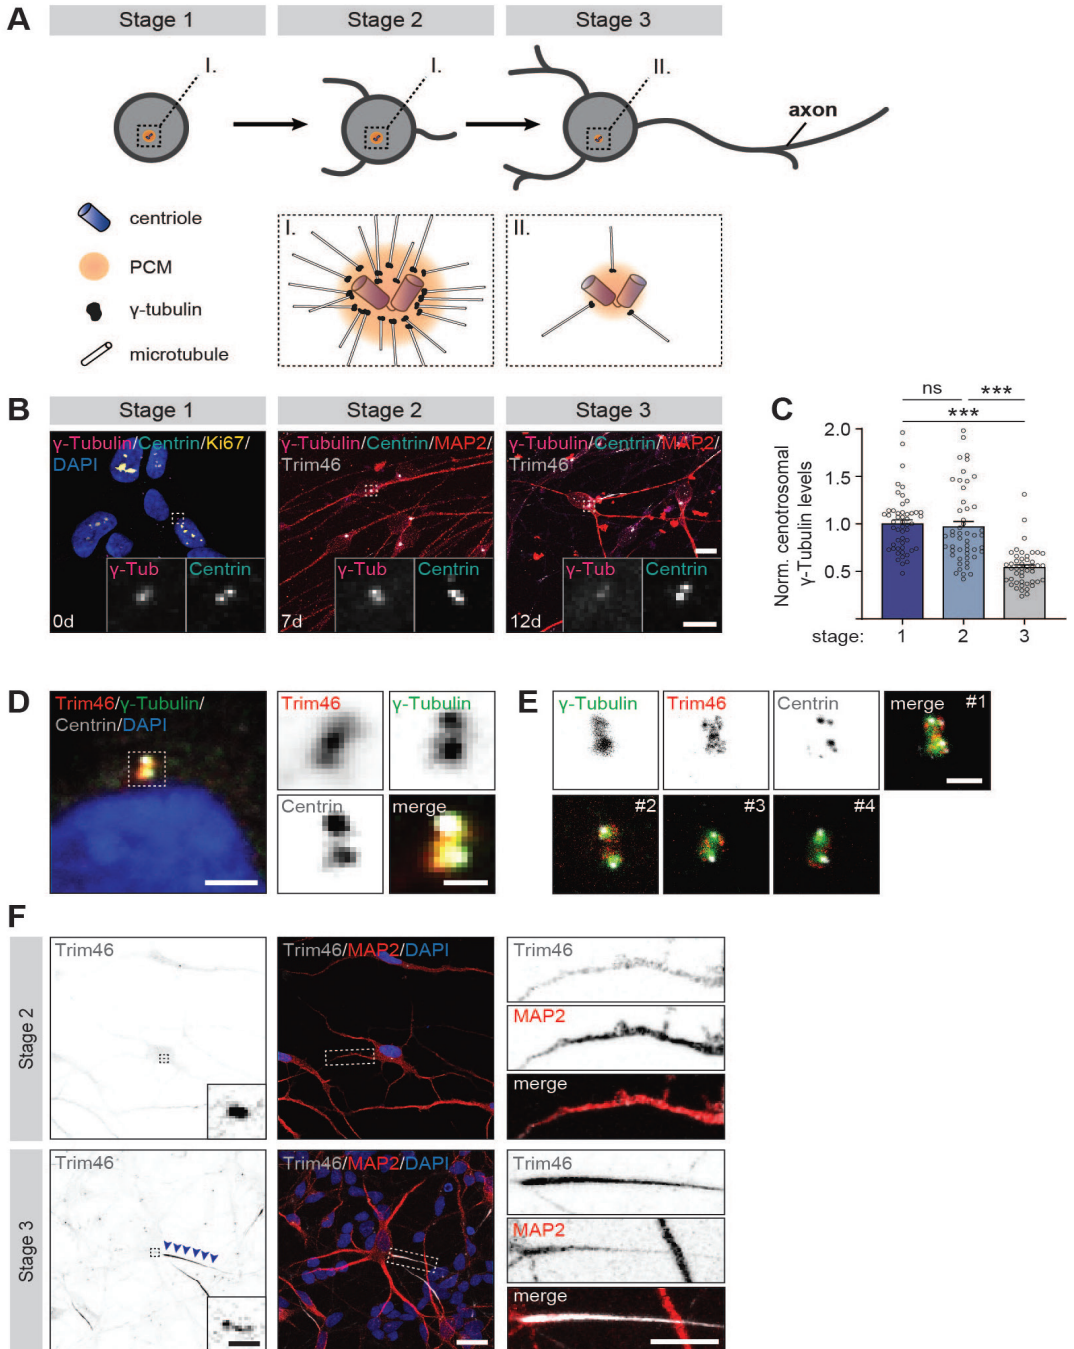 A
Stage 1
Stage 2
Stage 3
I.
I.
II.
axon
centriole
PCM
γ-tubulin
microtubule
I.
II.
B
Stage 1
Stage 2
Stage 3
γ-Tubulin/Centrin/Ki67/
DAPI
γ-Tub
Centrin
0d
γ-Tubulin/Centrin/MAP2/
Trim46
γ-Tub
Centrin
7d
γ-Tubulin/Centrin/MAP2/
Trim46
γ-Tub
Centrin
12d
C
ns
***
***
Norm. cenotrosomal
γ-Tubulin levels
2.0
1.5
1.0
0.5
stage:
1
2
3
D
Trim46/γ-Tubulin/
Centrin/DAPI
Trim46
γ-Tubulin
Centrin
merge
E
γ-Tubulin
Trim46
Centrin
merge
#1
#2
#3
#4
F
Stage 2
Trim46
Trim46/MAP2/DAPI
Trim46
MAP2
merge
Stage 3
Trim46
Trim46/MAP2/DAPI
Trim46
MAP2
merge